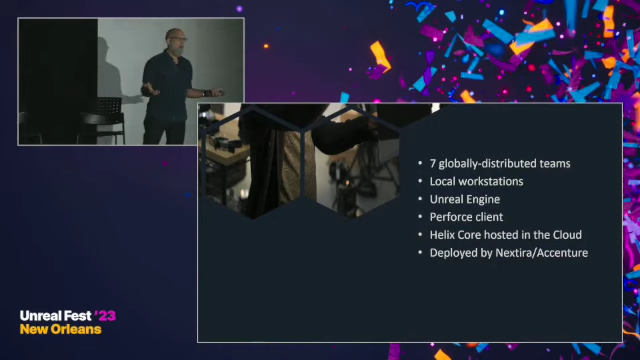 • 7 globally-distributed teams
• Local workstations
• Unreal Engine
• Perforce client
• Helix Core hosted in the Cloud
• Deployed by Nextira/Accenture
Unreal Fest '23
New Orleans